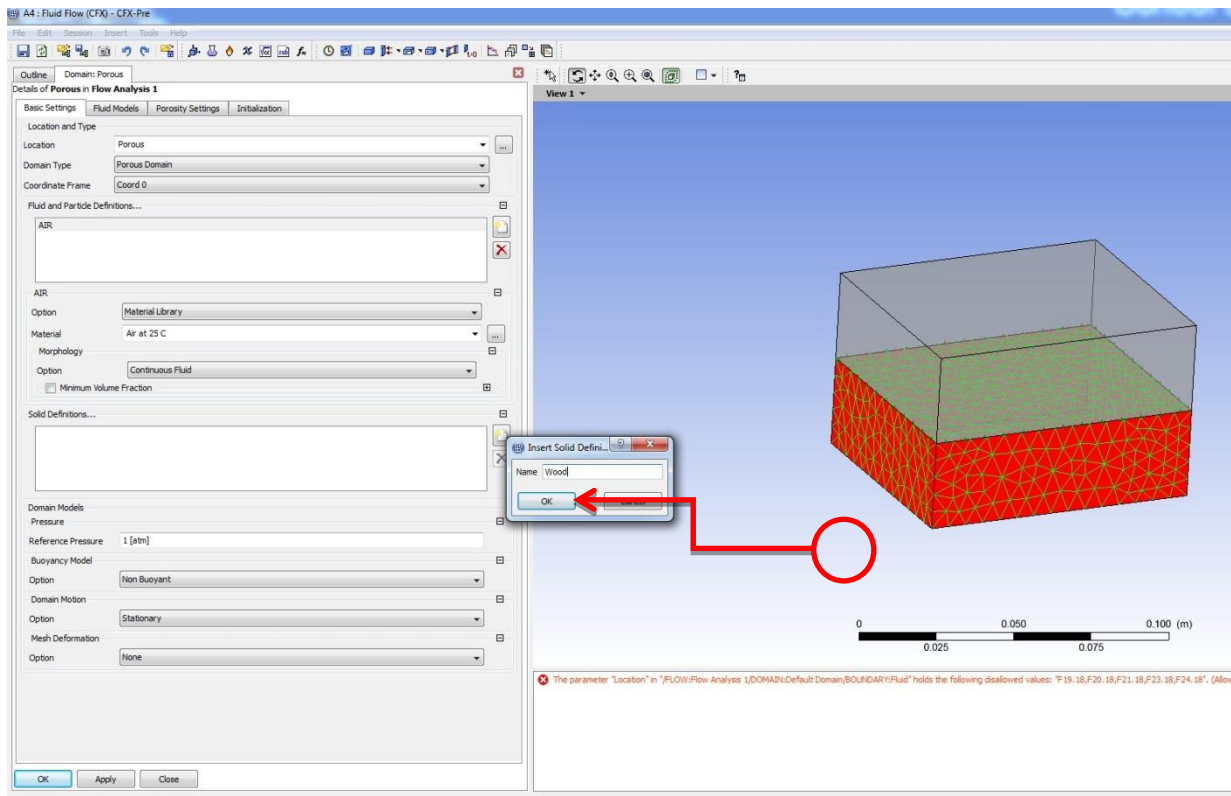 A4 : Fluid Flow (CFX) - CFX-Pre
File Edit Session Insert Tools Help
Outline Domain: Porous
Details of Porous in Flow Analysis 1
Basic Settings Fluid Models Porosity Settings Initialization
Location and Type
Location Porous
Domain Type Porous Domain
Coordinate Frame Coord 0
Fluid and Particle Definitions...
AIR
AIR
Option Material Library
Material Air at 25 C
Morphology
Option Continuous Fluid
Minimum Volume Fraction
Solid Definitions...
Domain Models
Pressure
Reference Pressure 1 [atm]
Buoyancy Model
Option Non Buoyant
Domain Motion
Option Stationary
Mesh Deformation
Option None
OK Apply Close
View 1
Insert Solid Defini...
Name Wood
OK
0 0.050 0.100 (m)
0.025 0.075
The parameter "Location" in "/FLOW:Flow Analysis 1/DOMAIN:Default Domain/BOUNDARY:Fluid" holds the following disallowed values: "F19.18,F20.18,F21.18,F23.18,F24.18". (Allow